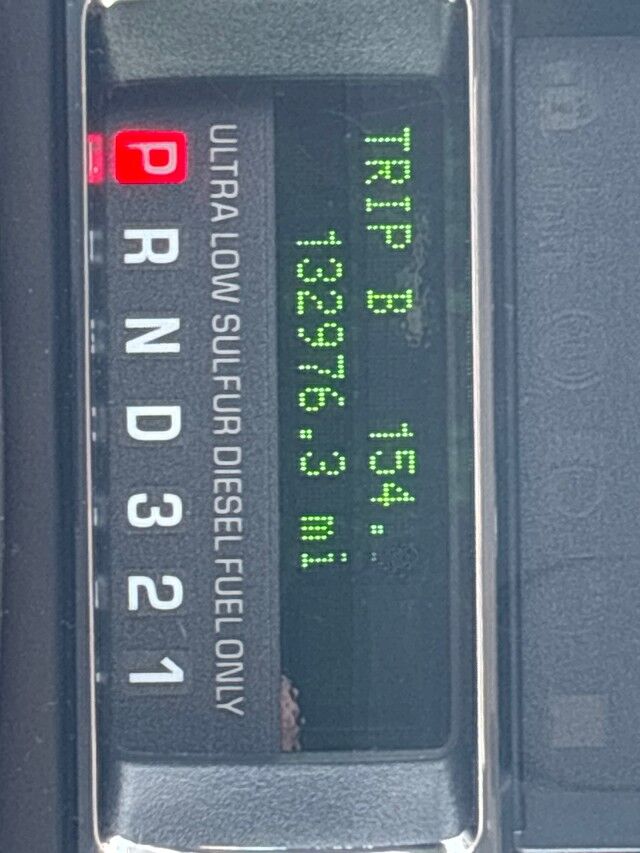 TRIP B 154.
132976.3 mi
ULTRA LOW SULFUR DIESEL FUEL ONLY
P R N D 3 2 1